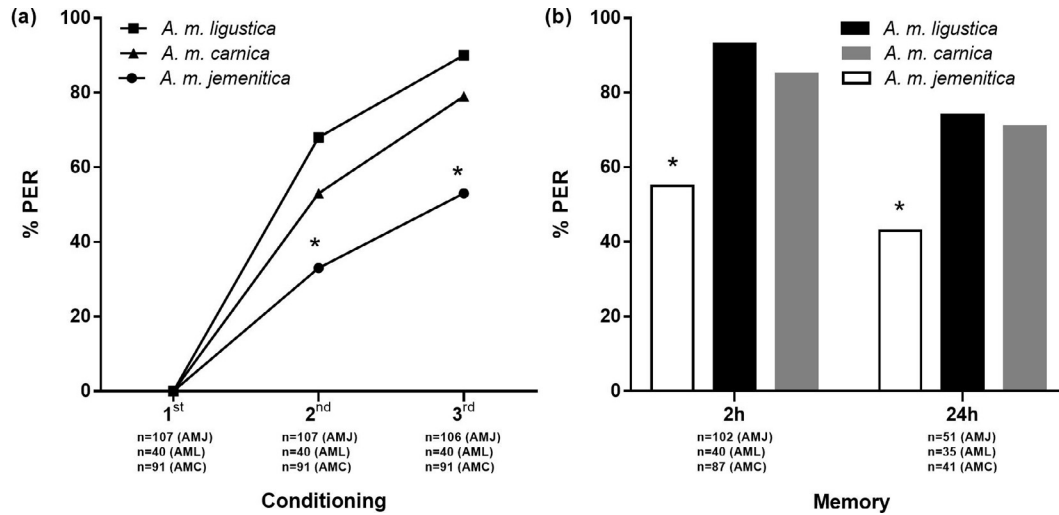 (a)
A. m. ligustica
A. m. carnica
A. m. jemenitica
% PER
100
80
60
40
20
0
*
*
1st
2nd
3rd
n=107 (AMJ)
n=40 (AML)
n=91 (AMC)
n=107 (AMJ)
n=40 (AML)
n=91 (AMC)
n=106 (AMJ)
n=40 (AML)
n=91 (AMC)
Conditioning
(b)
A. m. ligustica
A. m. carnica
A. m. jemenitica
% PER
100
80
60
40
20
0
*
*
2h
24h
n=102 (AMJ)
n=40 (AML)
n=87 (AMC)
n=51 (AMJ)
n=35 (AML)
n=41 (AMC)
Memory